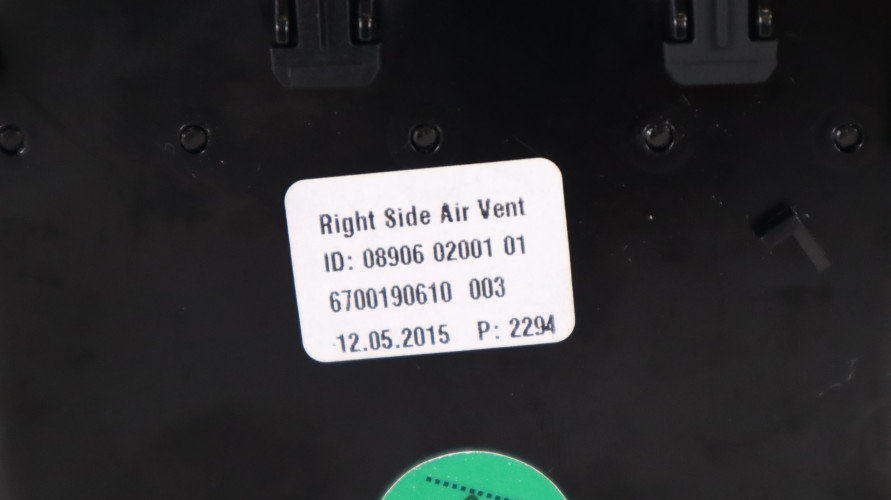 Right Side Air Vent
ID: 08906 02001 01
6700190610 003
12.05.2015 P: 2294